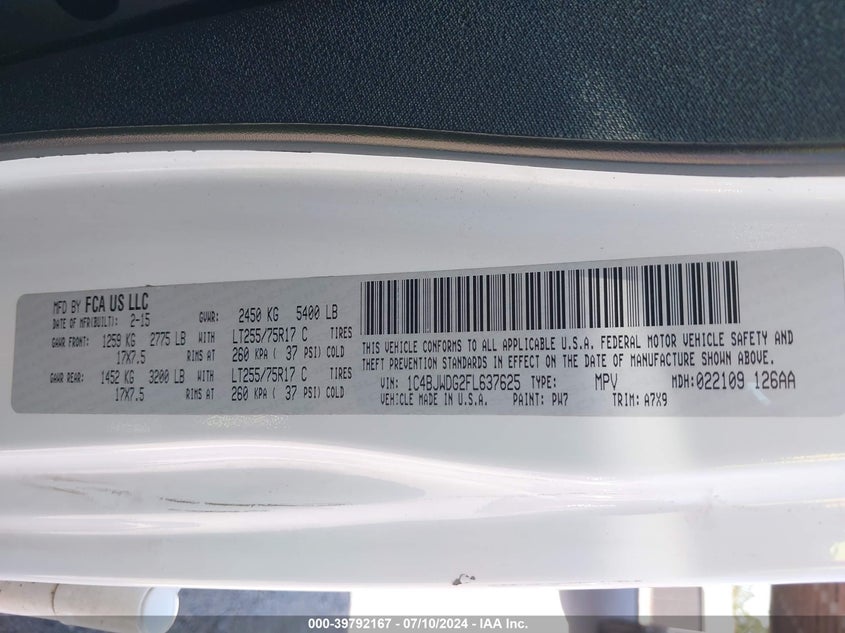 MFD BY FCA US LLC
DATE OF MFR(BUILT): 2-15 GVWR: 2450 KG 5400 LB
GAWR FRONT: 1259 KG 2775 LB WITH LT255/75R17 C TIRES
17X7.5 RIMS AT 260 KPA ( 37 PSI) COLD
GAWR REAR: 1452 KG 3200 LB WITH LT255/75R17 C TIRES
17X7.5 RIMS AT 260 KPA ( 37 PSI) COLD
THIS VEHICLE CONFORMS TO ALL APPLICABLE U.S.A. FEDERAL MOTOR VEHICLE SAFETY AND
THEFT PREVENTION STANDARDS IN EFFECT ON THE DATE OF MANUFACTURE SHOWN ABOVE.
VIN: 1C4BJWDG2FL637625 TYPE: MPV MDH:022109 126AA
VEHICLE MADE IN U.S.A. PAINT: PW7 TRIM: A7X9
000-39792167 - 07/10/2024 - IAA Inc.